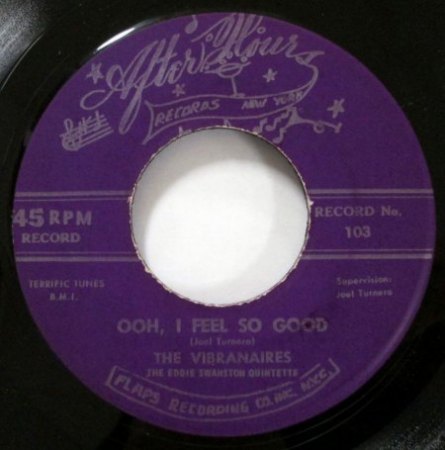 After Hours
RECORDS NEW YORK
45 RPM
RECORD
RECORD No.
103
TERRIFIC TUNES
B.M.I.
Supervision:
Joel Turnero
OOH, I FEEL SO GOOD
(Joel Turnero)
THE VIBRANAIRES
THE EDDIE SWANSTON QUINTETTE
FLAPS RECORDING CO. INC. N.Y.C.